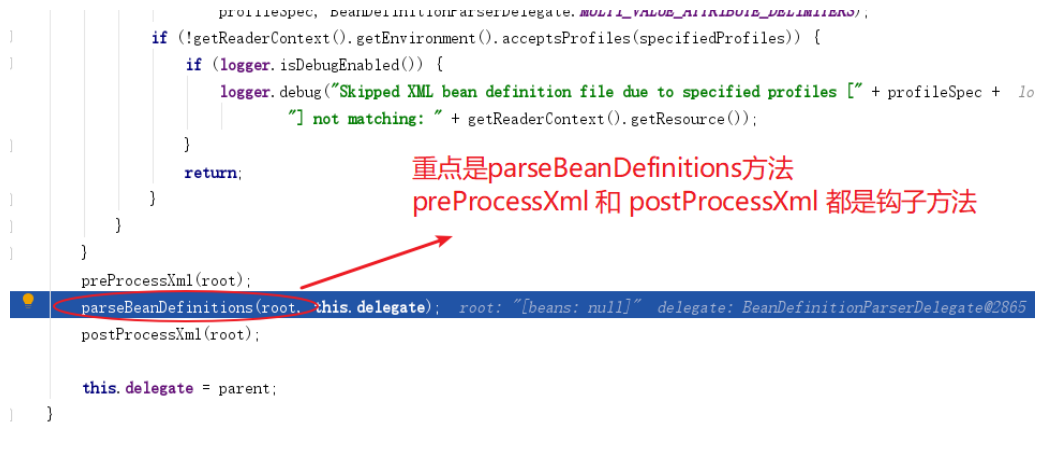 profileSpec, BeanDefinitionParserDelegate.MULTI_VALUE_ATTRIBUTE_DELIMITERS);
if (!getReaderContext().getEnvironment().acceptsProfiles(specifiedProfiles)) {
if (logger.isDebugEnabled()) {
logger.debug("Skipped XML bean definition file due to specified profiles [" + profileSpec + lo
"] not matching: " + getReaderContext().getResource());
}
return;
重点是parseBeanDefinitions方法
preProcessXml 和 postProcessXml 都是钩子方法
}
}
}
preProcessXml(root);
parseBeanDefinitions(root, this.delegate); root: "[beans: null]" delegate: BeanDefinitionParserDelegate@2865
postProcessXml(root);
this.delegate = parent;
}